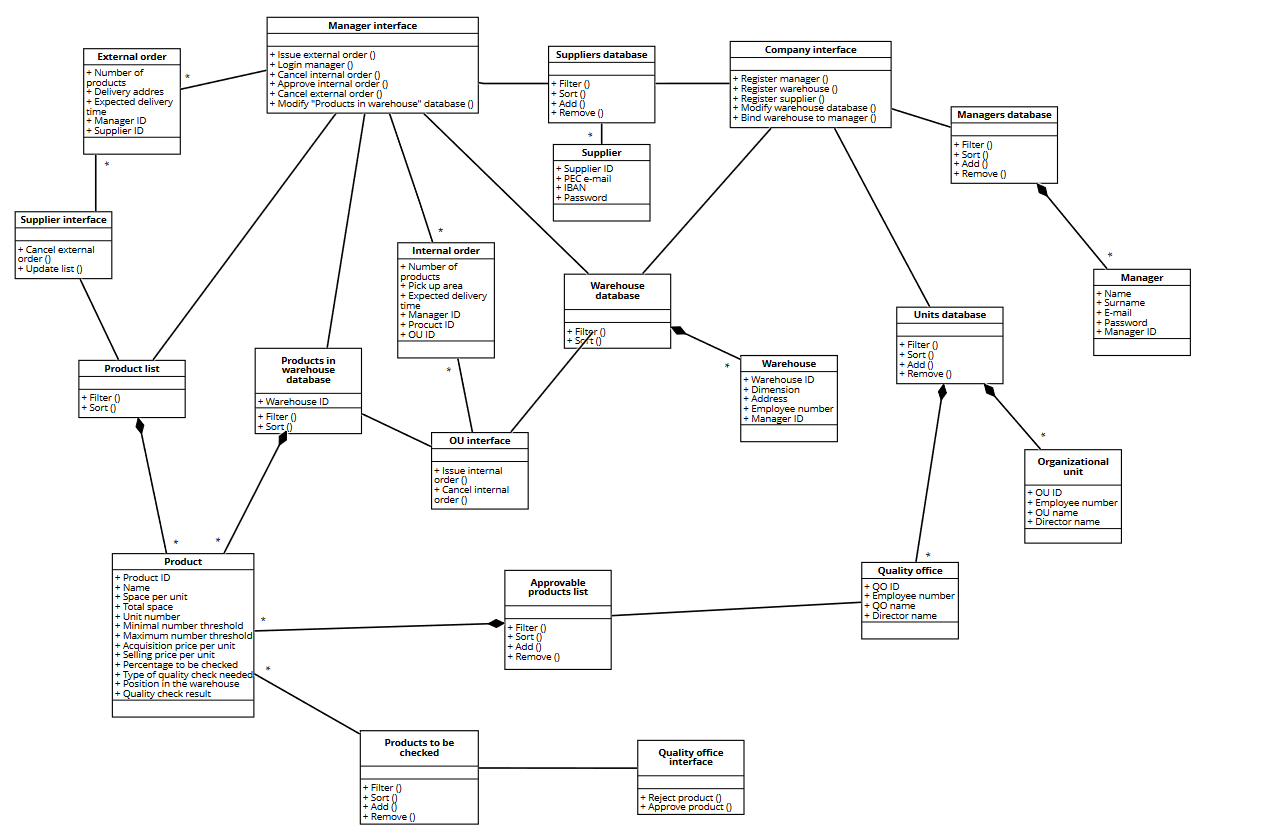 Manager interface
+ Issue external order ()
+ Login manager ()
+ Cancel internal order ()
+ Approve internal order ()
+ Cancel external order ()
+ Modify "Products in warehouse" database ()
External order
+ Number of
products
+ Delivery addres
+ Expected delivery
time
+ Manager ID
+ Supplier ID
*
*
Suppliers database
+ Filter ()
+ Sort ()
+ Add ()
+ Remove ()
*
Company interface
+ Register manager ()
+ Register warehouse ()
+ Register supplier ()
+ Modify warehouse database ()
+ Bind warehouse to manager ()
Managers database
+ Filter ()
+ Sort ()
+ Add ()
+ Remove ()
Supplier
+ Supplier ID
+ PEC e-mail
+ IBAN
+ Password
Supplier interface
+ Cancel external
order ()
+ Update list ()
*
Internal order
+ Number of
products
+ Pick up area
+ Expected delivery
time
+ Manager ID
+ Procuct ID
+ OU ID
*
Warehouse
database
+ Filter ()
+ Sort ()
*
Manager
+ Name
+ Surname
+ E-mail
+ Password
+ Manager ID
Units database
+ Filter ()
+ Sort ()
+ Add ()
+ Remove ()
Product list
+ Filter ()
+ Sort ()
Products in
warehouse
database
+ Warehouse ID
+ Filter ()
+ Sort ()
*
Warehouse
+ Warehouse ID
+ Dimension
+ Address
+ Employee number
+ Manager ID
OU interface
+ Issue internal
order ()
+ Cancel internal
order ()
*
Organizational
unit
+ OU ID
+ Employee number
+ OU name
+ Director name
*
*
Product
+ Product ID
+ Name
+ Space per unit
+ Total space
+ Unit number
+ Minimal number threshold
+ Maximum number threshold
+ Acquisition price per unit
+ Selling price per unit
+ Percentage to be checked
+ Type of quality check needed
+ Position in the warehouse
+ Quality check result
*
*
Approvable
products list
+ Filter ()
+ Sort ()
+ Add ()
+ Remove ()
*
Quality office
+ QO ID
+ Employee number
+ QO name
+ Director name
Products to be
checked
+ Filter ()
+ Sort ()
+ Add ()
+ Remove ()
Quality office
interface
+ Reject product ()
+ Approve product ()